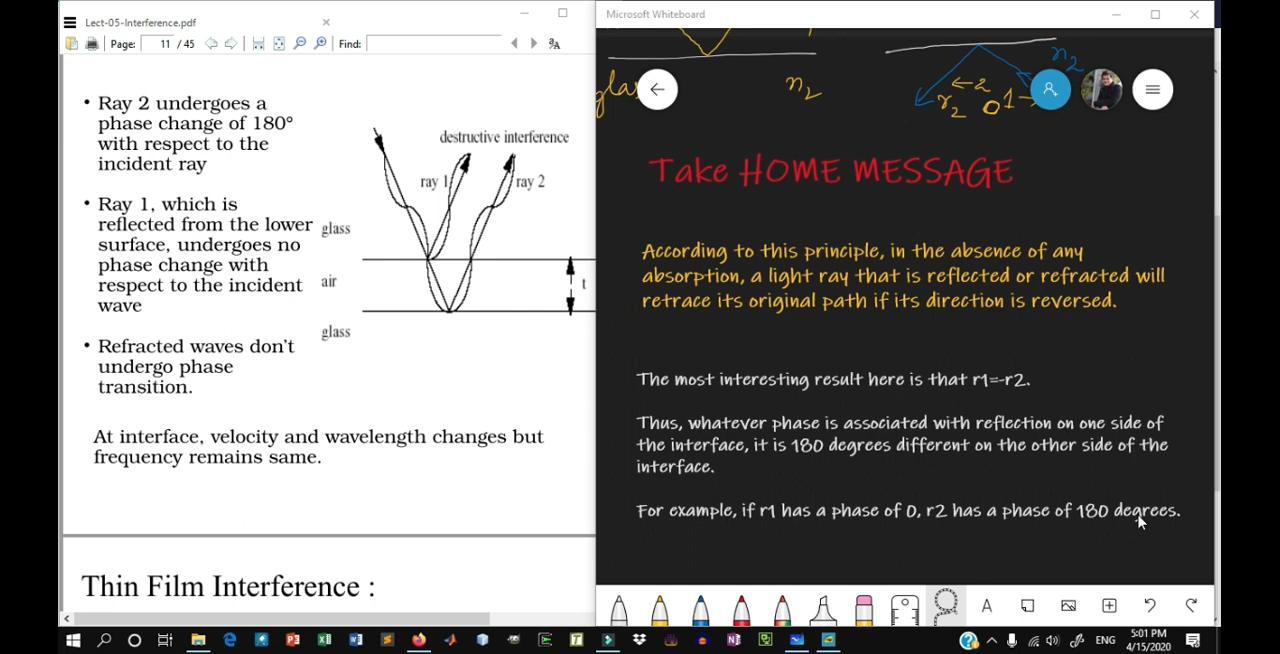 Lect-05-Interference.pdf
Page: 11 / 45
Find:
• Ray 2 undergoes a
phase change of 180°
with respect to the
incident ray
• Ray 1, which is
reflected from the lower
surface, undergoes no
phase change with
respect to the incident
wave
• Refracted waves don't
undergo phase
transition.
destructive interference
ray 1
ray 2
glass
air
t
glass
At interface, velocity and wavelength changes but
frequency remains same.
Thin Film Interference :
Microsoft Whiteboard
n2
n2
r2
2
01
Take HOME MESSAGE
According to this principle, in the absence of any
absorption, a light ray that is reflected or refracted will
retrace its original path if its direction is reversed.
The most interesting result here is that r1=-r2.
Thus, whatever phase is associated with reflection on one side of
the interface, it is 180 degrees different on the other side of the
interface.
For example, if r1 has a phase of 0, r2 has a phase of 180 degrees.
ENG
5:01 PM
4/15/2020